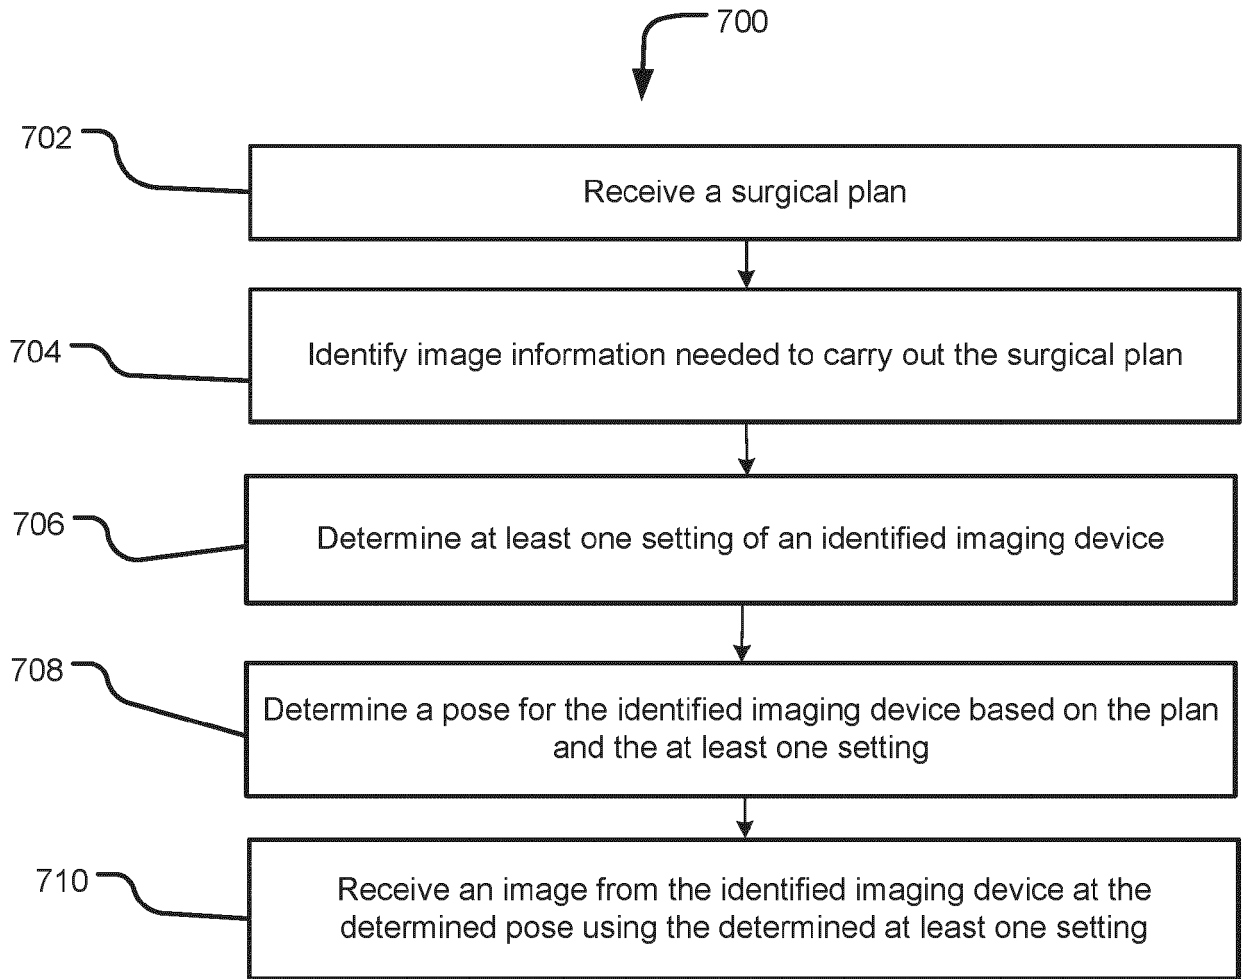 700
702
Receive a surgical plan
704
Identify image information needed to carry out the surgical plan
706
Determine at least one setting of an identified imaging device
708
Determine a pose for the identified imaging device based on the plan
and the at least one setting
710
Receive an image from the identified imaging device at the
determined pose using the determined at least one setting